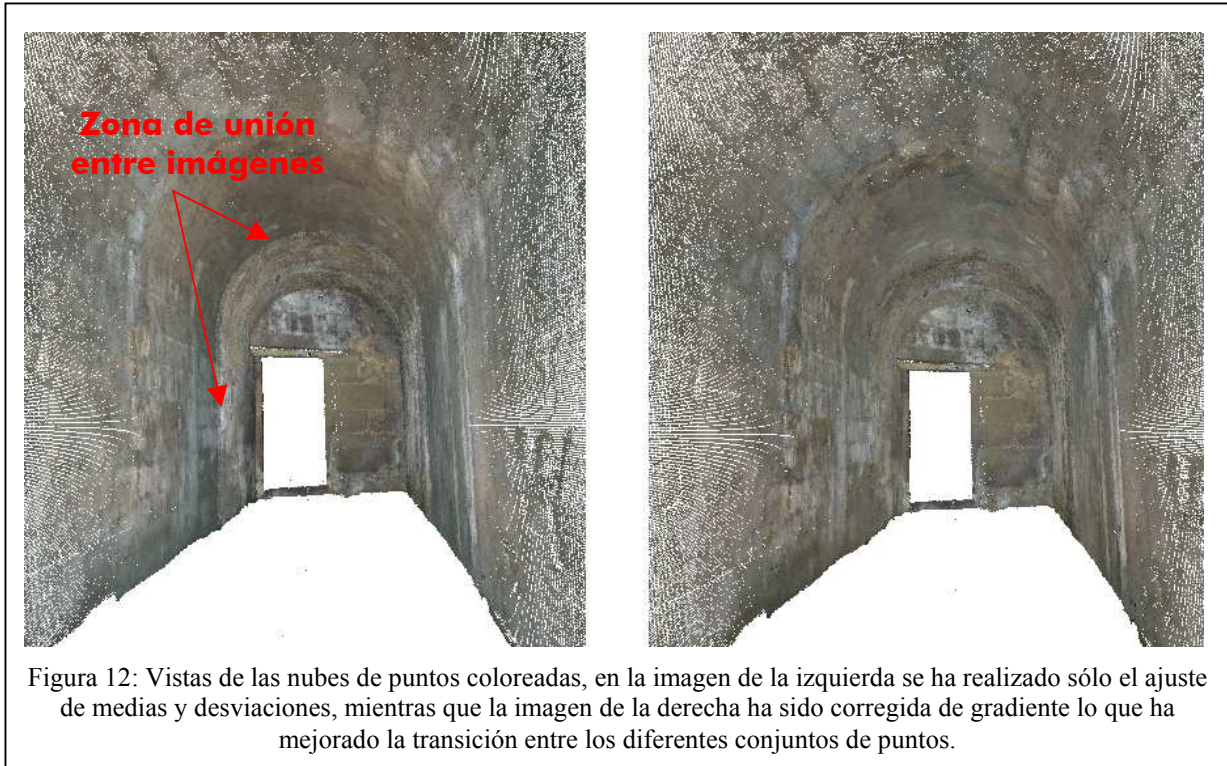 Zona de unión
entre imágenes
Figura 12: Vistas de las nubes de puntos coloreadas, en la imagen de la izquierda se ha realizado sólo el ajuste
de medias y desviaciones, mientras que la imagen de la derecha ha sido corregida de gradiente lo que ha
mejorado la transición entre los diferentes conjuntos de puntos.